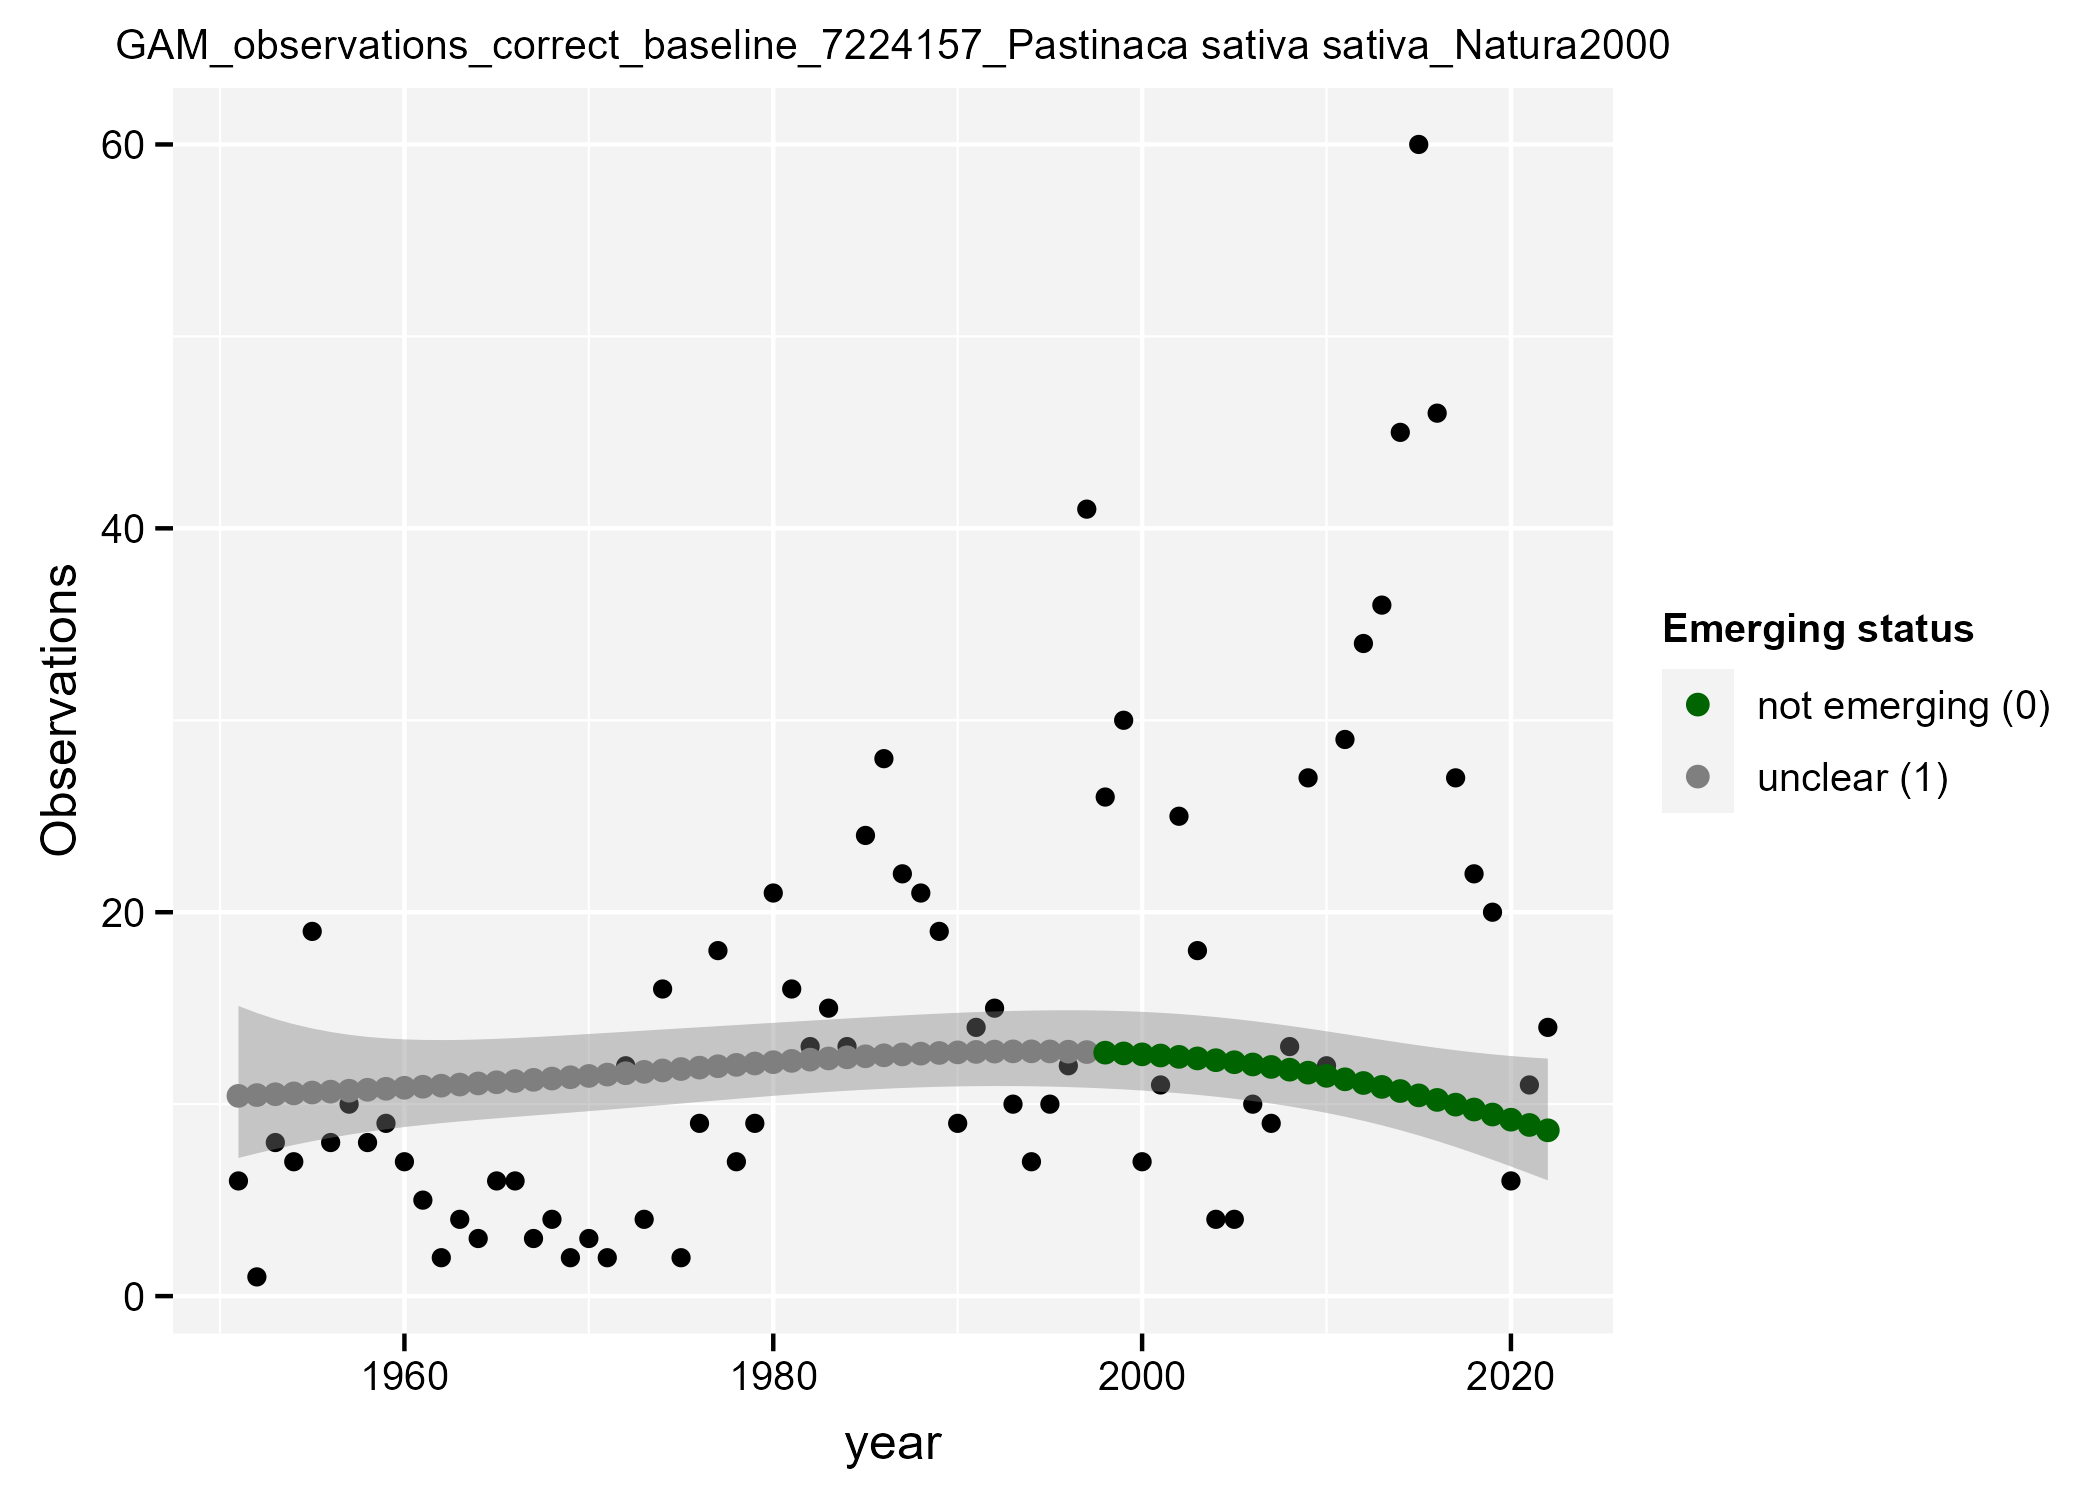 GAM_observations_correct_baseline_7224157_Pastinaca sativa sativa_Natura2000
60
40
20
0
Observations
1960 1980 2000 2020
year
Emerging status
not emerging (0)
unclear (1)